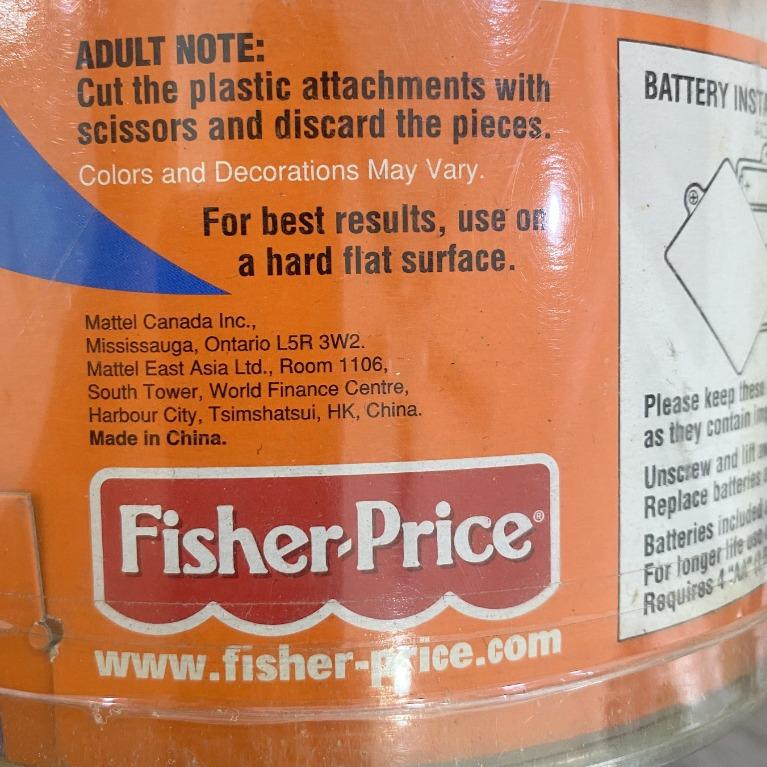 ADULT NOTE:
Cut the plastic attachments with
scissors and discard the pieces.
Colors and Decorations May Vary.
For best results, use on
a hard flat surface.
Mattel Canada Inc.,
Mississauga, Ontario L5R 3W2.
Mattel East Asia Ltd., Room 1106,
South Tower, World Finance Centre,
Harbour City, Tsimshatsui, HK, China.
Made in China.
Fisher-Price®
www.fisher-price.com
BATTERY
Please keep these
as they contain
Unscrew and lift
Replace batteries
Batteries included
For longer life use
Requires 4 "AA"